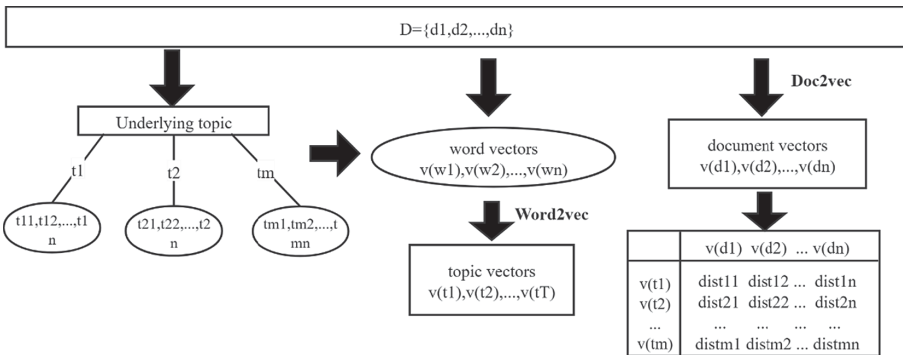 D={d1,d2,...,dn}
Doc2vec
Underlying topic
t1
t2
tm
t11,t12,...,t1
n
t21,t22,...,t2
n
tm1,tm2,...,t
mn
word vectors
v(w1),v(w2),...,v(wn)
Word2vec
topic vectors
v(t1),v(t2),...,v(tT)
document vectors
v(d1),v(d2),...,v(dn)
v(d1) v(d2) ... v(dn)
v(t1) dist11 dist12 ... dist1n
v(t2) dist21 dist22 ... dist2n
... ... ... ... ...
v(tm) distm1 distm2 ... distmn